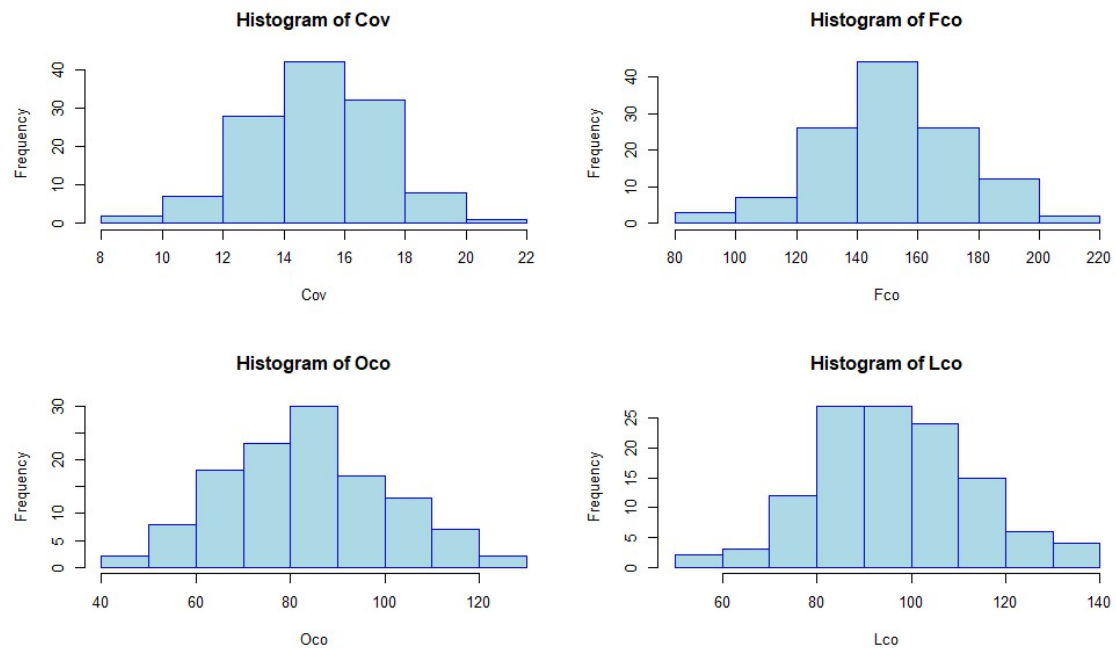 Histogram of Cov
Frequency
0 10 20 30 40
8 10 12 14 16 18 20 22
Cov
Histogram of Fco
Frequency
0 10 20 30 40
80 100 120 140 160 180 200 220
Fco
Histogram of Oco
Frequency
0 5 10 20 30
40 60 80 100 120
Oco
Histogram of Lco
Frequency
0 5 10 15 20 25
60 80 100 120 140
Lco